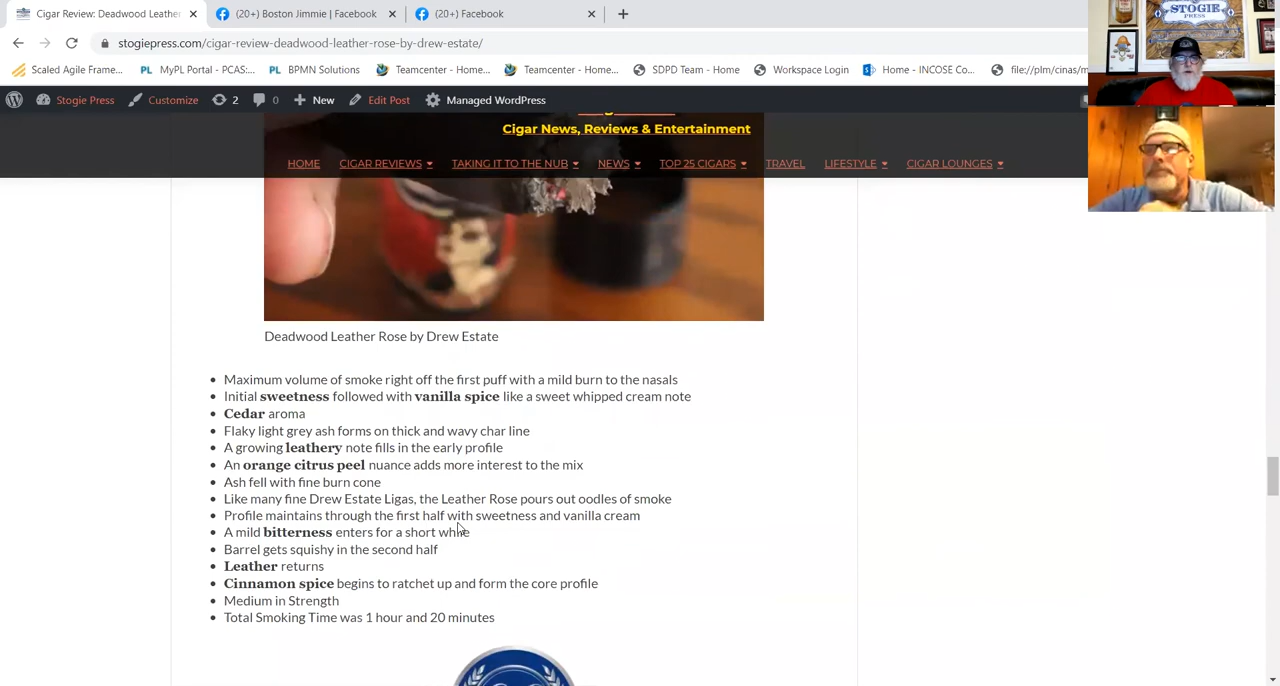 Cigar Review: Deadwood Leather
(20+) Boston Jimmie | Facebook
(20+) Facebook
stogiepress.com/cigar-review-deadwood-leather-rose-by-drew-estate/
Scaled Agile Frame...
MyPL Portal - PCAS:...
BPMN Solutions
Teamcenter - Home...
Teamcenter - Home...
SDPD Team - Home
Workspace Login
Home - INCOSE Co...
file://plm/cinas/m
Stogie Press
Customize
2
0
New
Edit Post
Managed WordPress
STOGIE
PRESS
Cigar News, Reviews & Entertainment
HOME
CIGAR REVIEWS
TAKING IT TO THE NUB
NEWS
TOP 25 CIGARS
TRAVEL
LIFESTYLE
CIGAR LOUNGES
Deadwood Leather Rose by Drew Estate
Maximum volume of smoke right off the first puff with a mild burn to the nasals
Initial sweetness followed with vanilla spice like a sweet whipped cream note
Cedar aroma
Flaky light grey ash forms on thick and wavy char line
A growing leathery note fills in the early profile
An orange citrus peel nuance adds more interest to the mix
Ash fell with fine burn cone
Like many fine Drew Estate Ligas, the Leather Rose pours out oodles of smoke
Profile maintains through the first half with sweetness and vanilla cream
A mild bitterness enters for a short while
Barrel gets squishy in the second half
Leather returns
Cinnamon spice begins to ratchet up and form the core profile
Medium in Strength
Total Smoking Time was 1 hour and 20 minutes